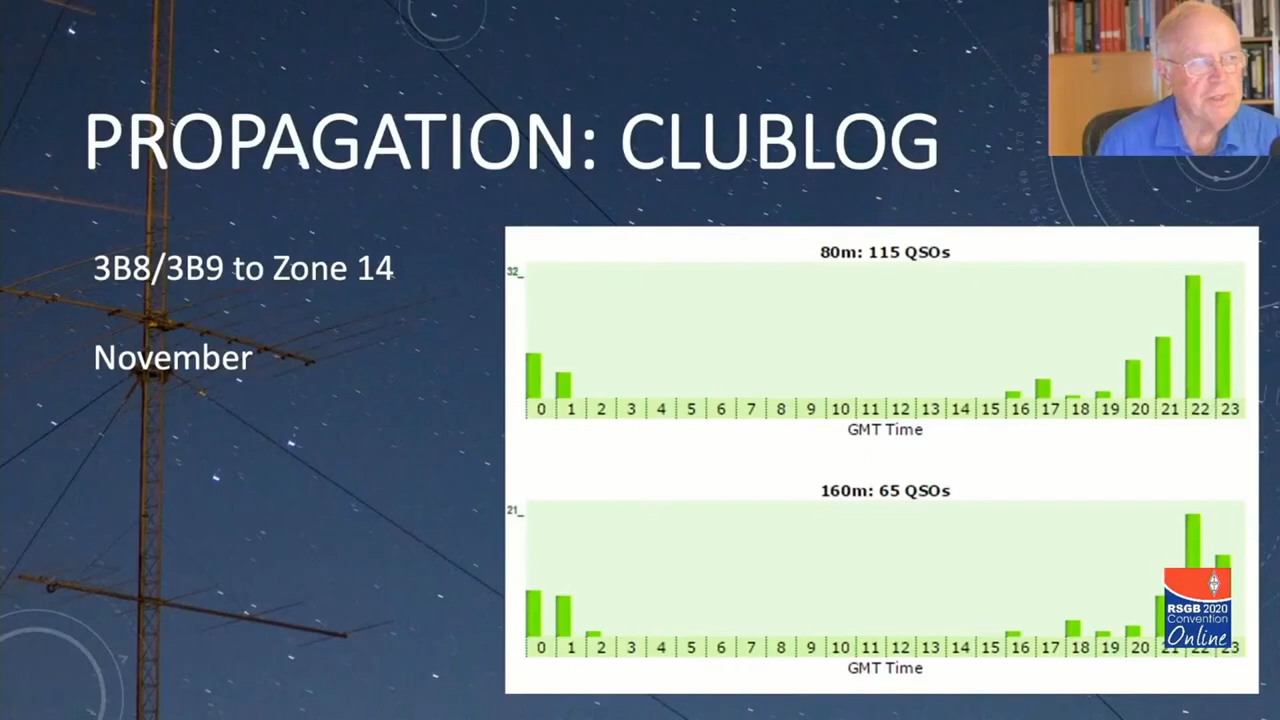 PROPAGATION: CLUBLOG
3B8/3B9 to Zone 14
November
80m: 115 QSOs
32_
0 1 2 3 4 5 6 7 8 9 10 11 12 13 14 15 16 17 18 19 20 21 22 23
GMT Time
160m: 65 QSOs
21_
0 1 2 3 4 5 6 7 8 9 10 11 12 13 14 15 16 17 18 19 20 21 22 23
GMT Time
RSGB 2020
Convention
Online